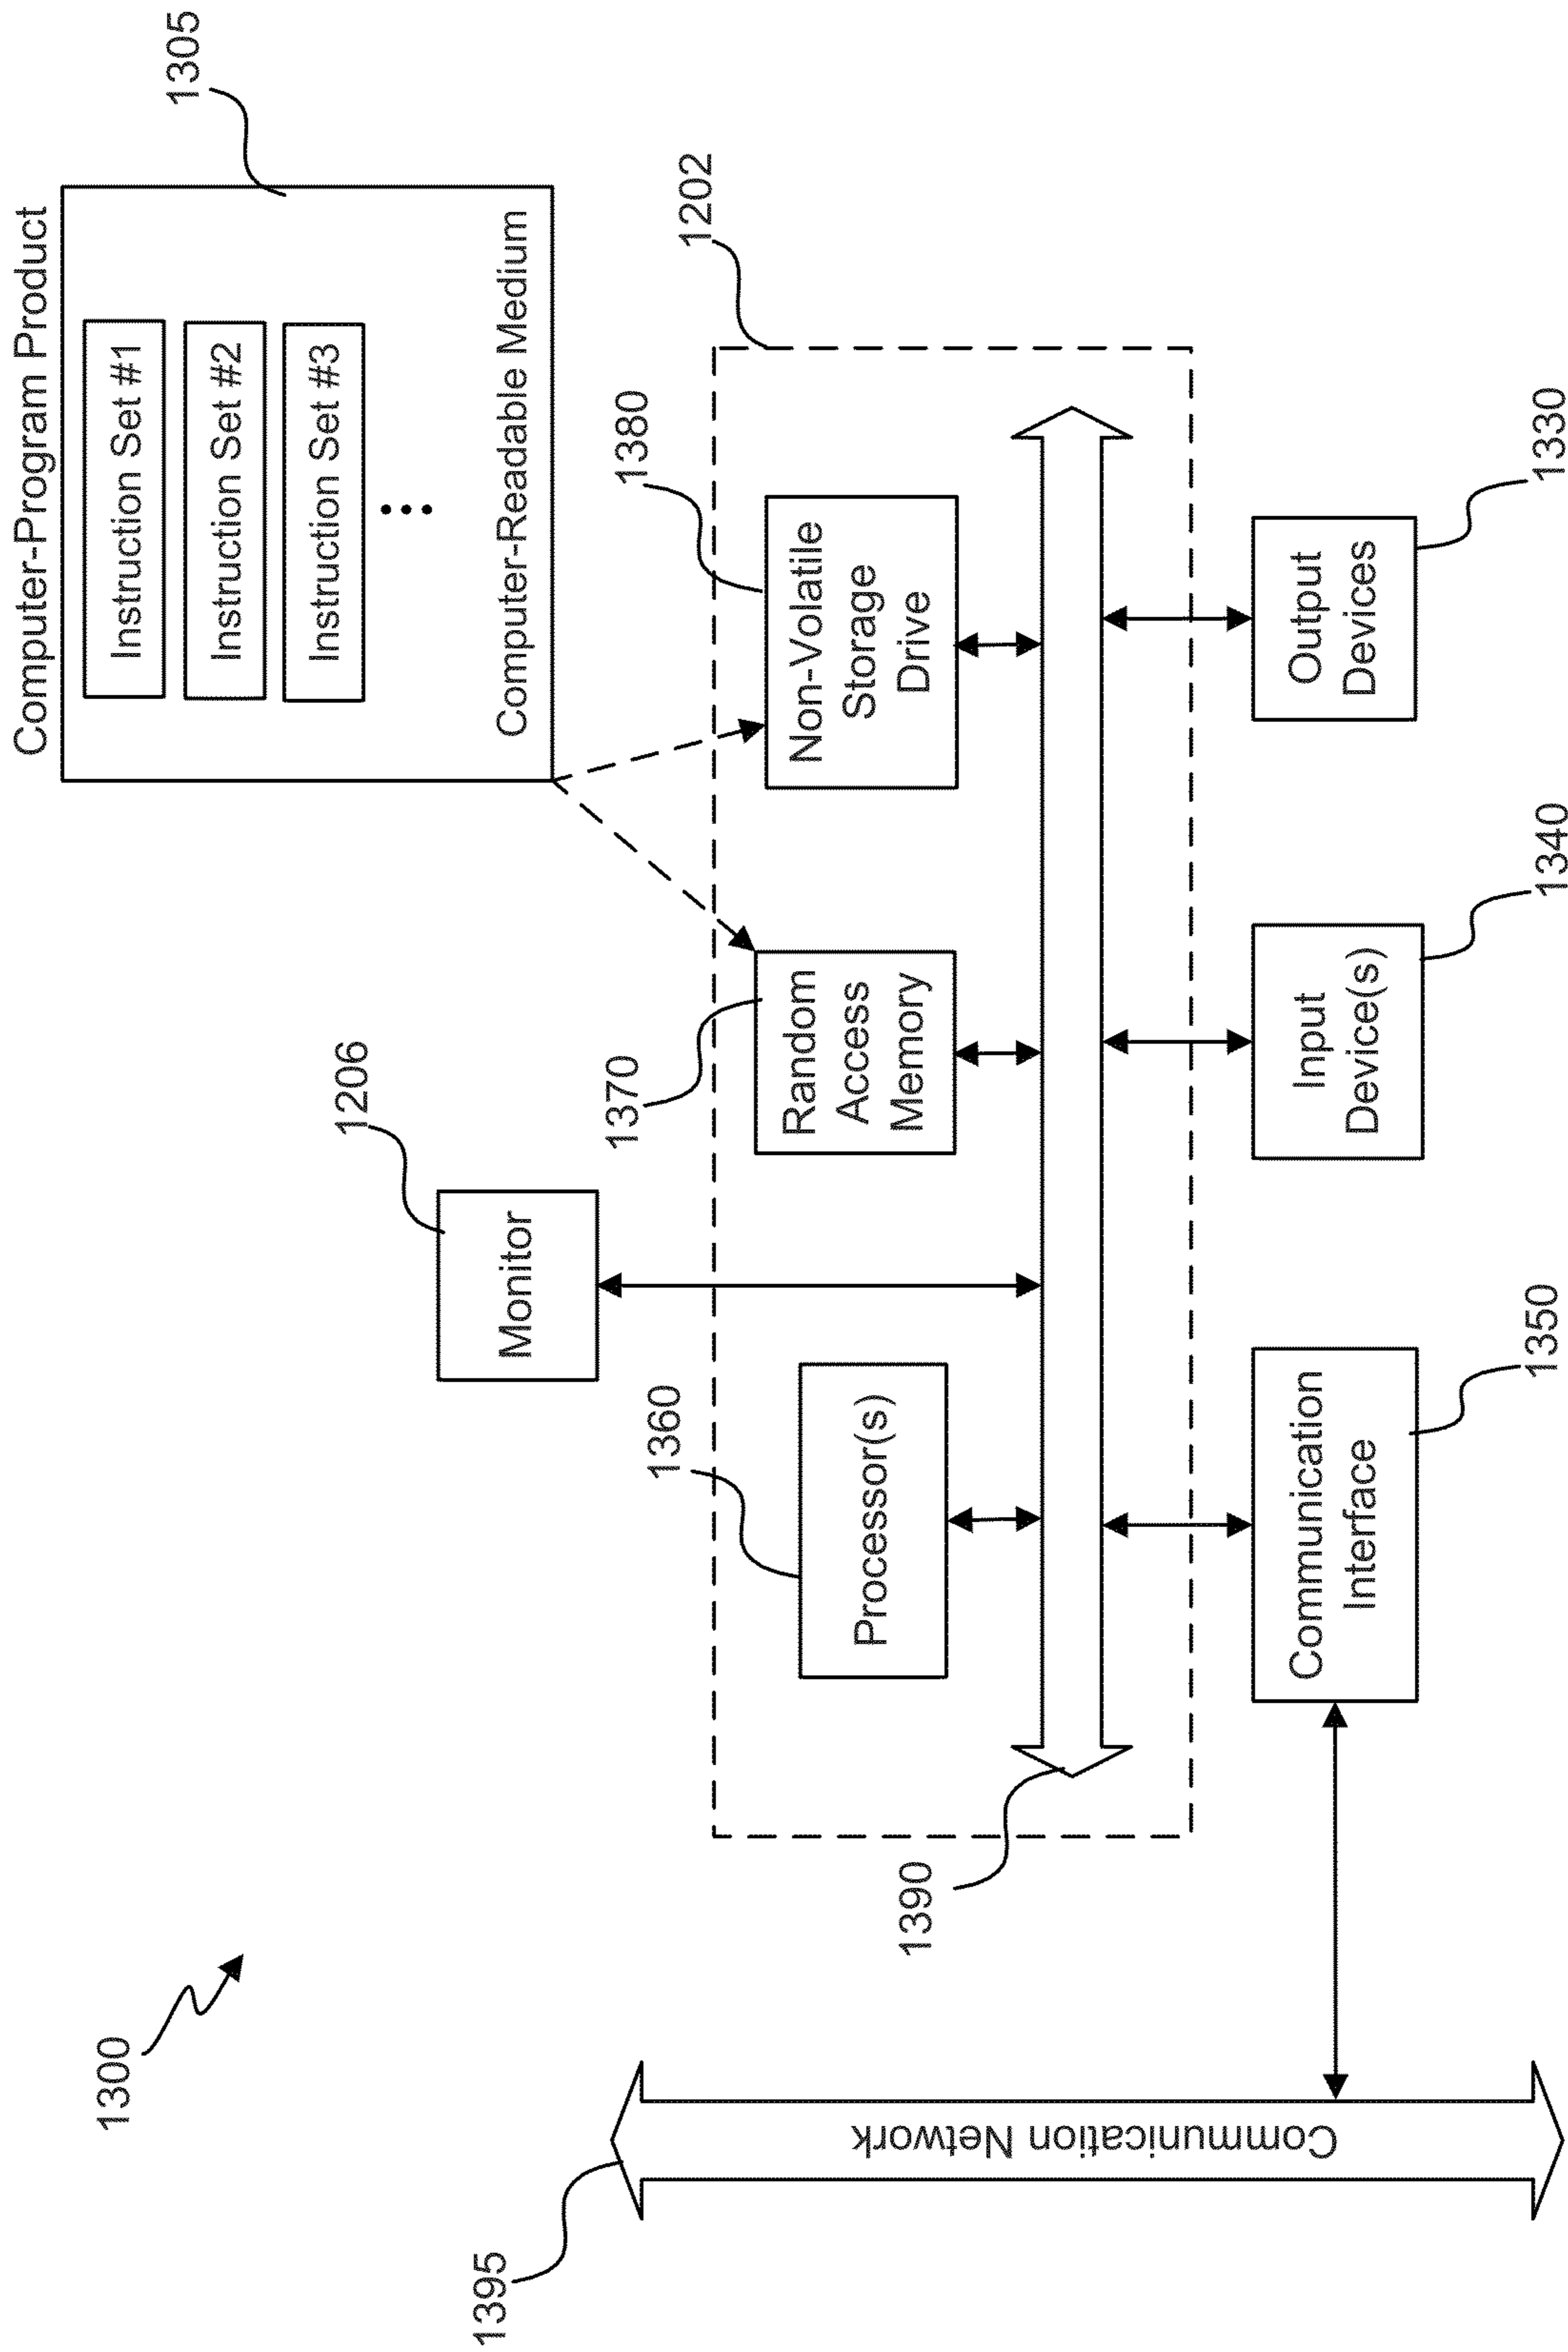 1300
Computer-Program Product
1305
Instruction Set #1
Instruction Set #2
Instruction Set #3
Computer-Readable Medium
Monitor
1206
1202
1360
1370
1380
Processor(s)
Random
Access
Memory
Non-Volatile
Storage
Drive
1390
1395
Communication Network
Communication
Interface
1350
Input
Device(s)
1340
Output
Devices
1330